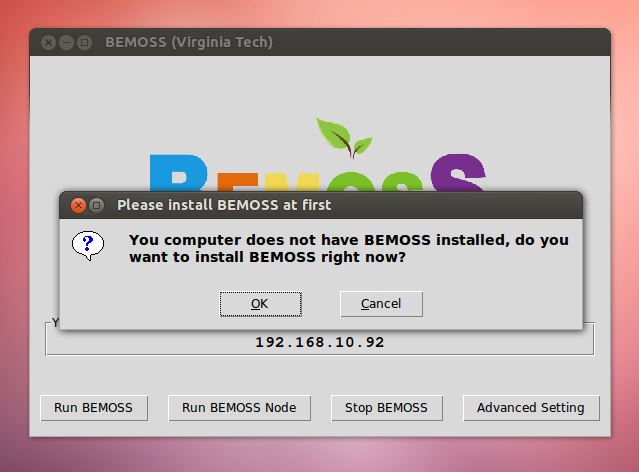 BEMOSS (Virginia Tech)
BEMOSS
Please install BEMOSS at first
?
You computer does not have BEMOSS installed, do you
want to install BEMOSS right now?
OK
Cancel
192.168.10.92
Run BEMOSS
Run BEMOSS Node
Stop BEMOSS
Advanced Setting